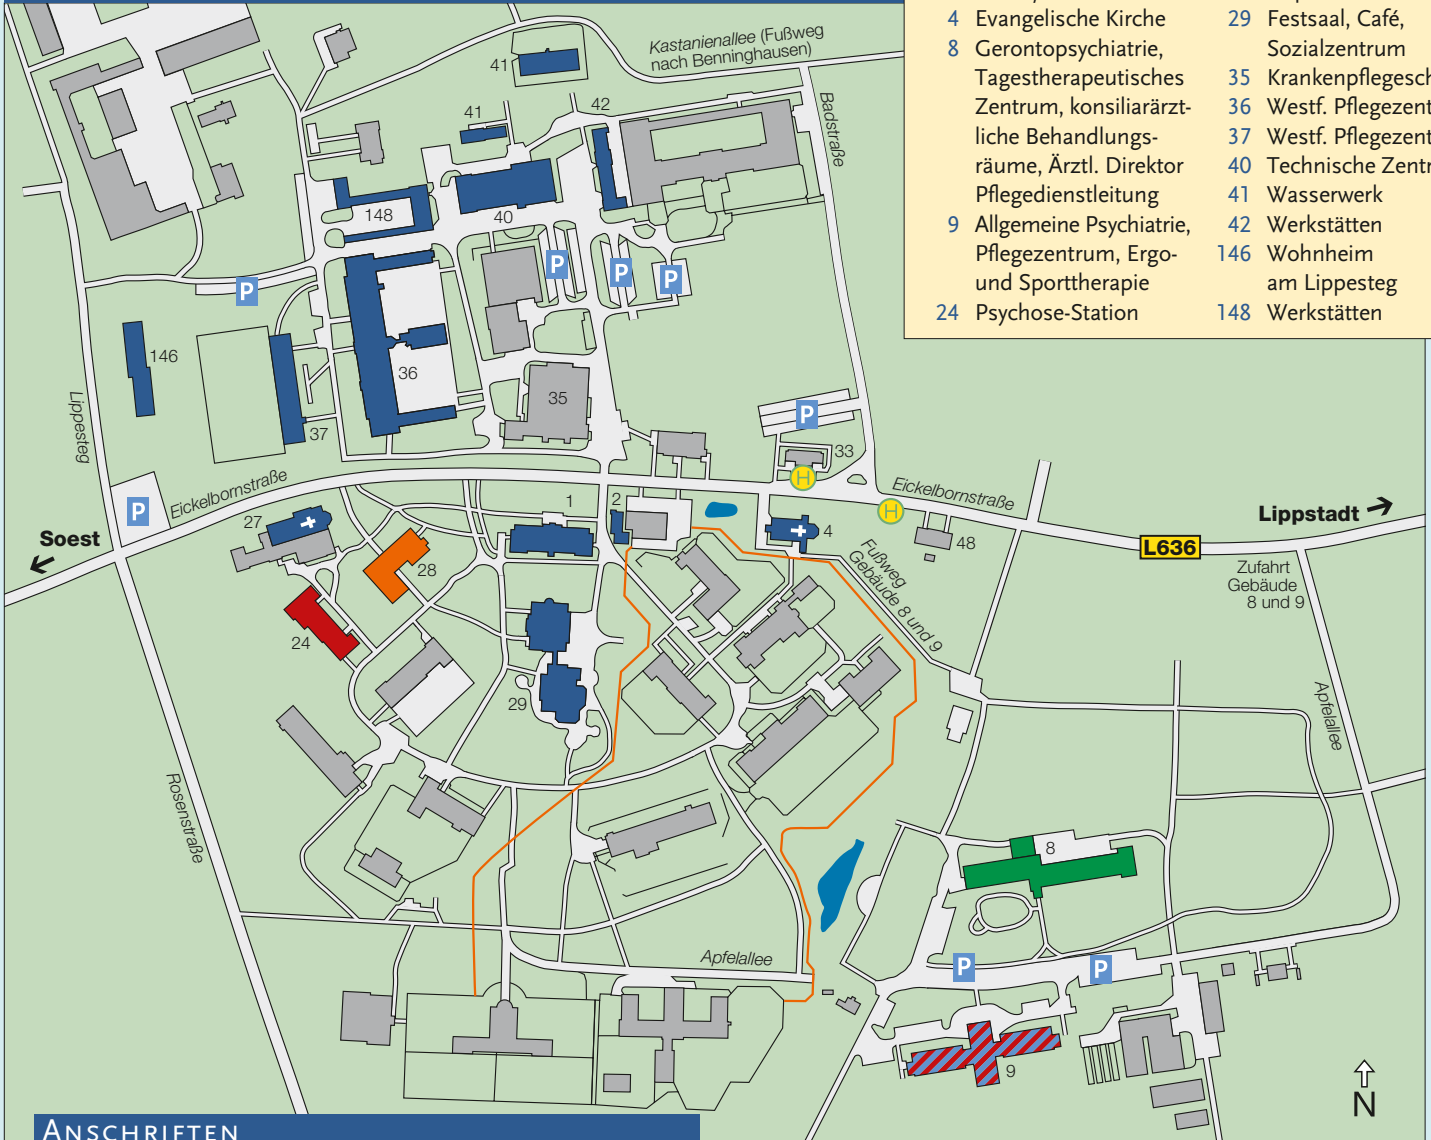 4 Evangelische Kirche
8 Gerontopsychiatrie,
Tagestherapeutisches
Zentrum, konsiliarärzt-
liche Behandlungs-
räume, Ärztl. Direktor
Pflegedienstleitung
9 Allgemeine Psychiatrie,
Pflegezentrum, Ergo-
und Sporttherapie
24 Psychose-Station
29 Festsaal, Café,
Sozialzentrum
35 Krankenpflegesch
36 Westf. Pflegezent
37 Westf. Pflegezent
40 Technische Zentr
41 Wasserwerk
42 Werkstätten
146 Wohnheim
am Lippesteg
148 Werkstätten
Kastanienallee (Fußweg
nach Benninghausen)
41
41
42
Badstraße
148
40
P
P
P
P
146
36
35
37
Lippesteg
P
33
H
Eickelbornstraße
Eickelbornstraße
H
P
27
1
2
4
48
Soest
Lippstadt
L636
Zufahrt
Gebäude
8 und 9
Fußweg
Gebäude 8 und 9
28
24
29
Apfelallee
Rosenstraße
8
Apfelallee
P
P
9
N
Anschriften